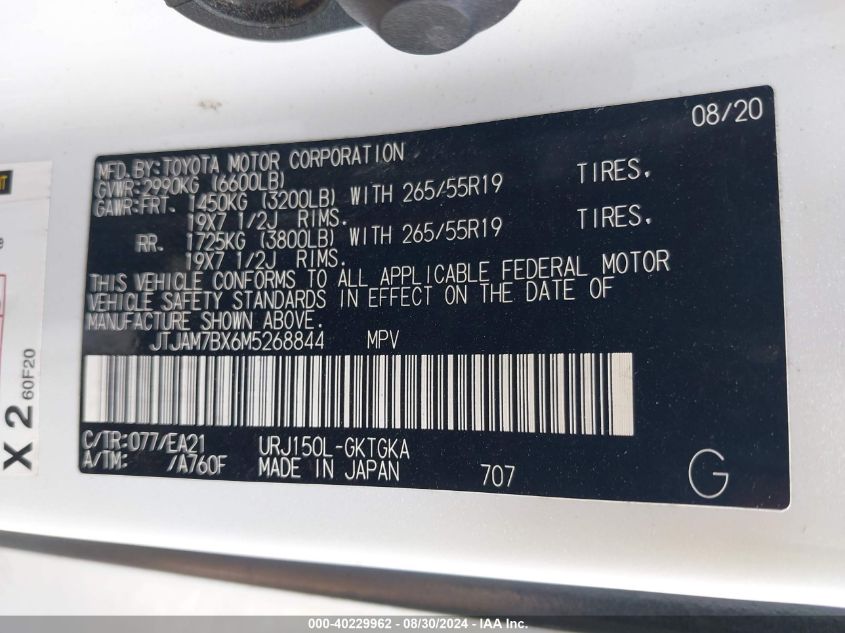 08/20
MFD. BY: TOYOTA MOTOR CORPORATION
GVWR: 2990KG (6600LB)
GAWR: FRT. 1450KG (3200LB) WITH 265/55R19 TIRES.
19X7 1/2J RIMS.
RR. 1725KG (3800LB) WITH 265/55R19 TIRES.
19X7 1/2J RIMS.
THIS VEHICLE CONFORMS TO ALL APPLICABLE FEDERAL MOTOR
VEHICLE SAFETY STANDARDS IN EFFECT ON THE DATE OF
MANUFACTURE SHOWN ABOVE.
JTJAM7BX6M5268844 MPV
C/TR: 077/EA21 URJ150L-GKTGKA
A/TM: /A760F MADE IN JAPAN 707 G
X 2 60F20
000-40229962 - 08/30/2024 - IAA Inc.